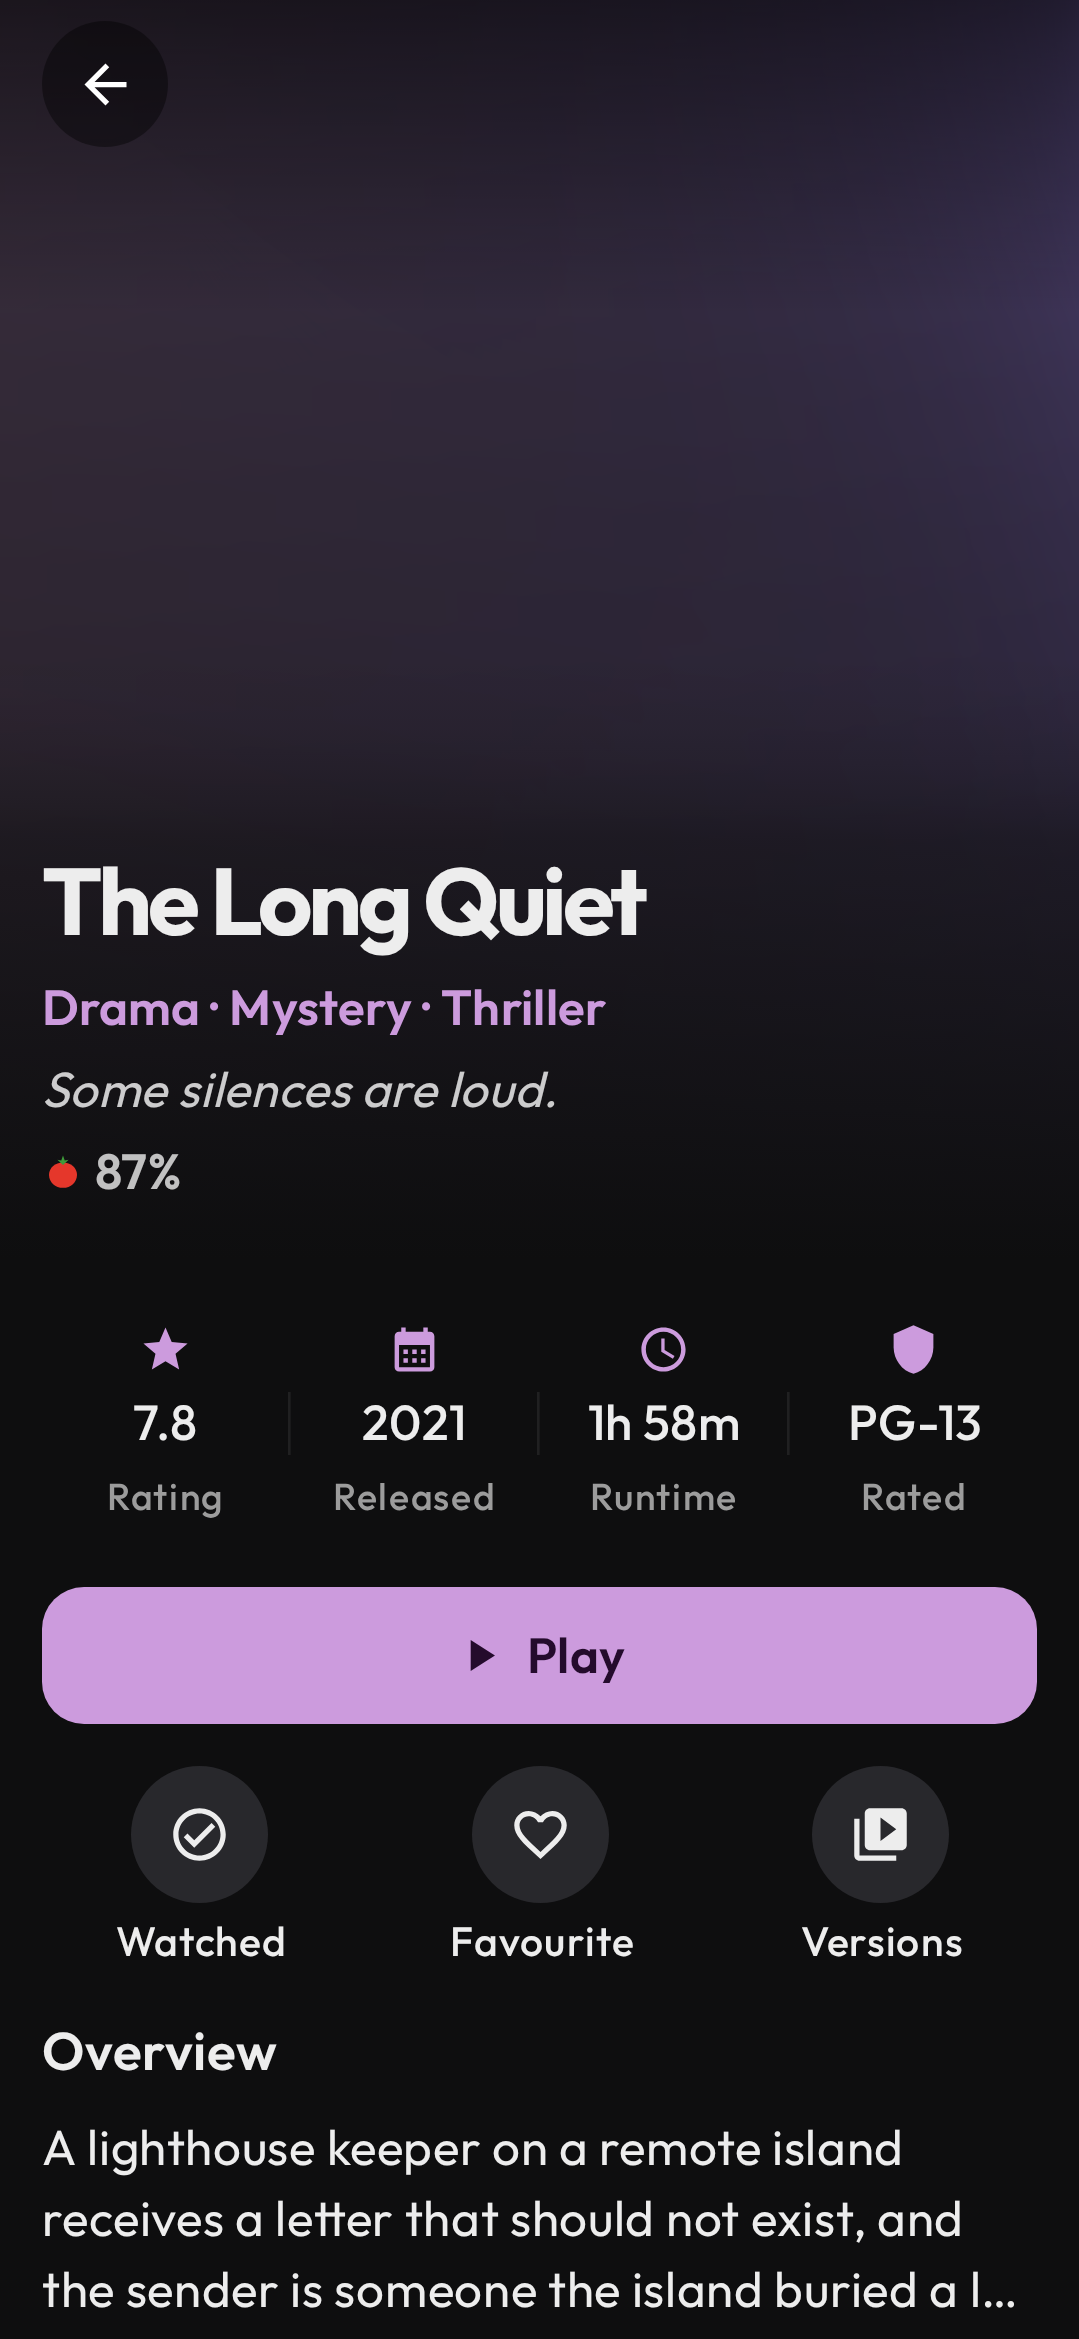 The Long Quiet
Drama · Mystery · Thriller
Some silences are loud.
87%
7.8 2021 1h 58m PG-13
Rating Released Runtime Rated
Play
Watched Favourite Versions
Overview
A lighthouse keeper on a remote island
receives a letter that should not exist, and
the sender is someone the island buried a l...